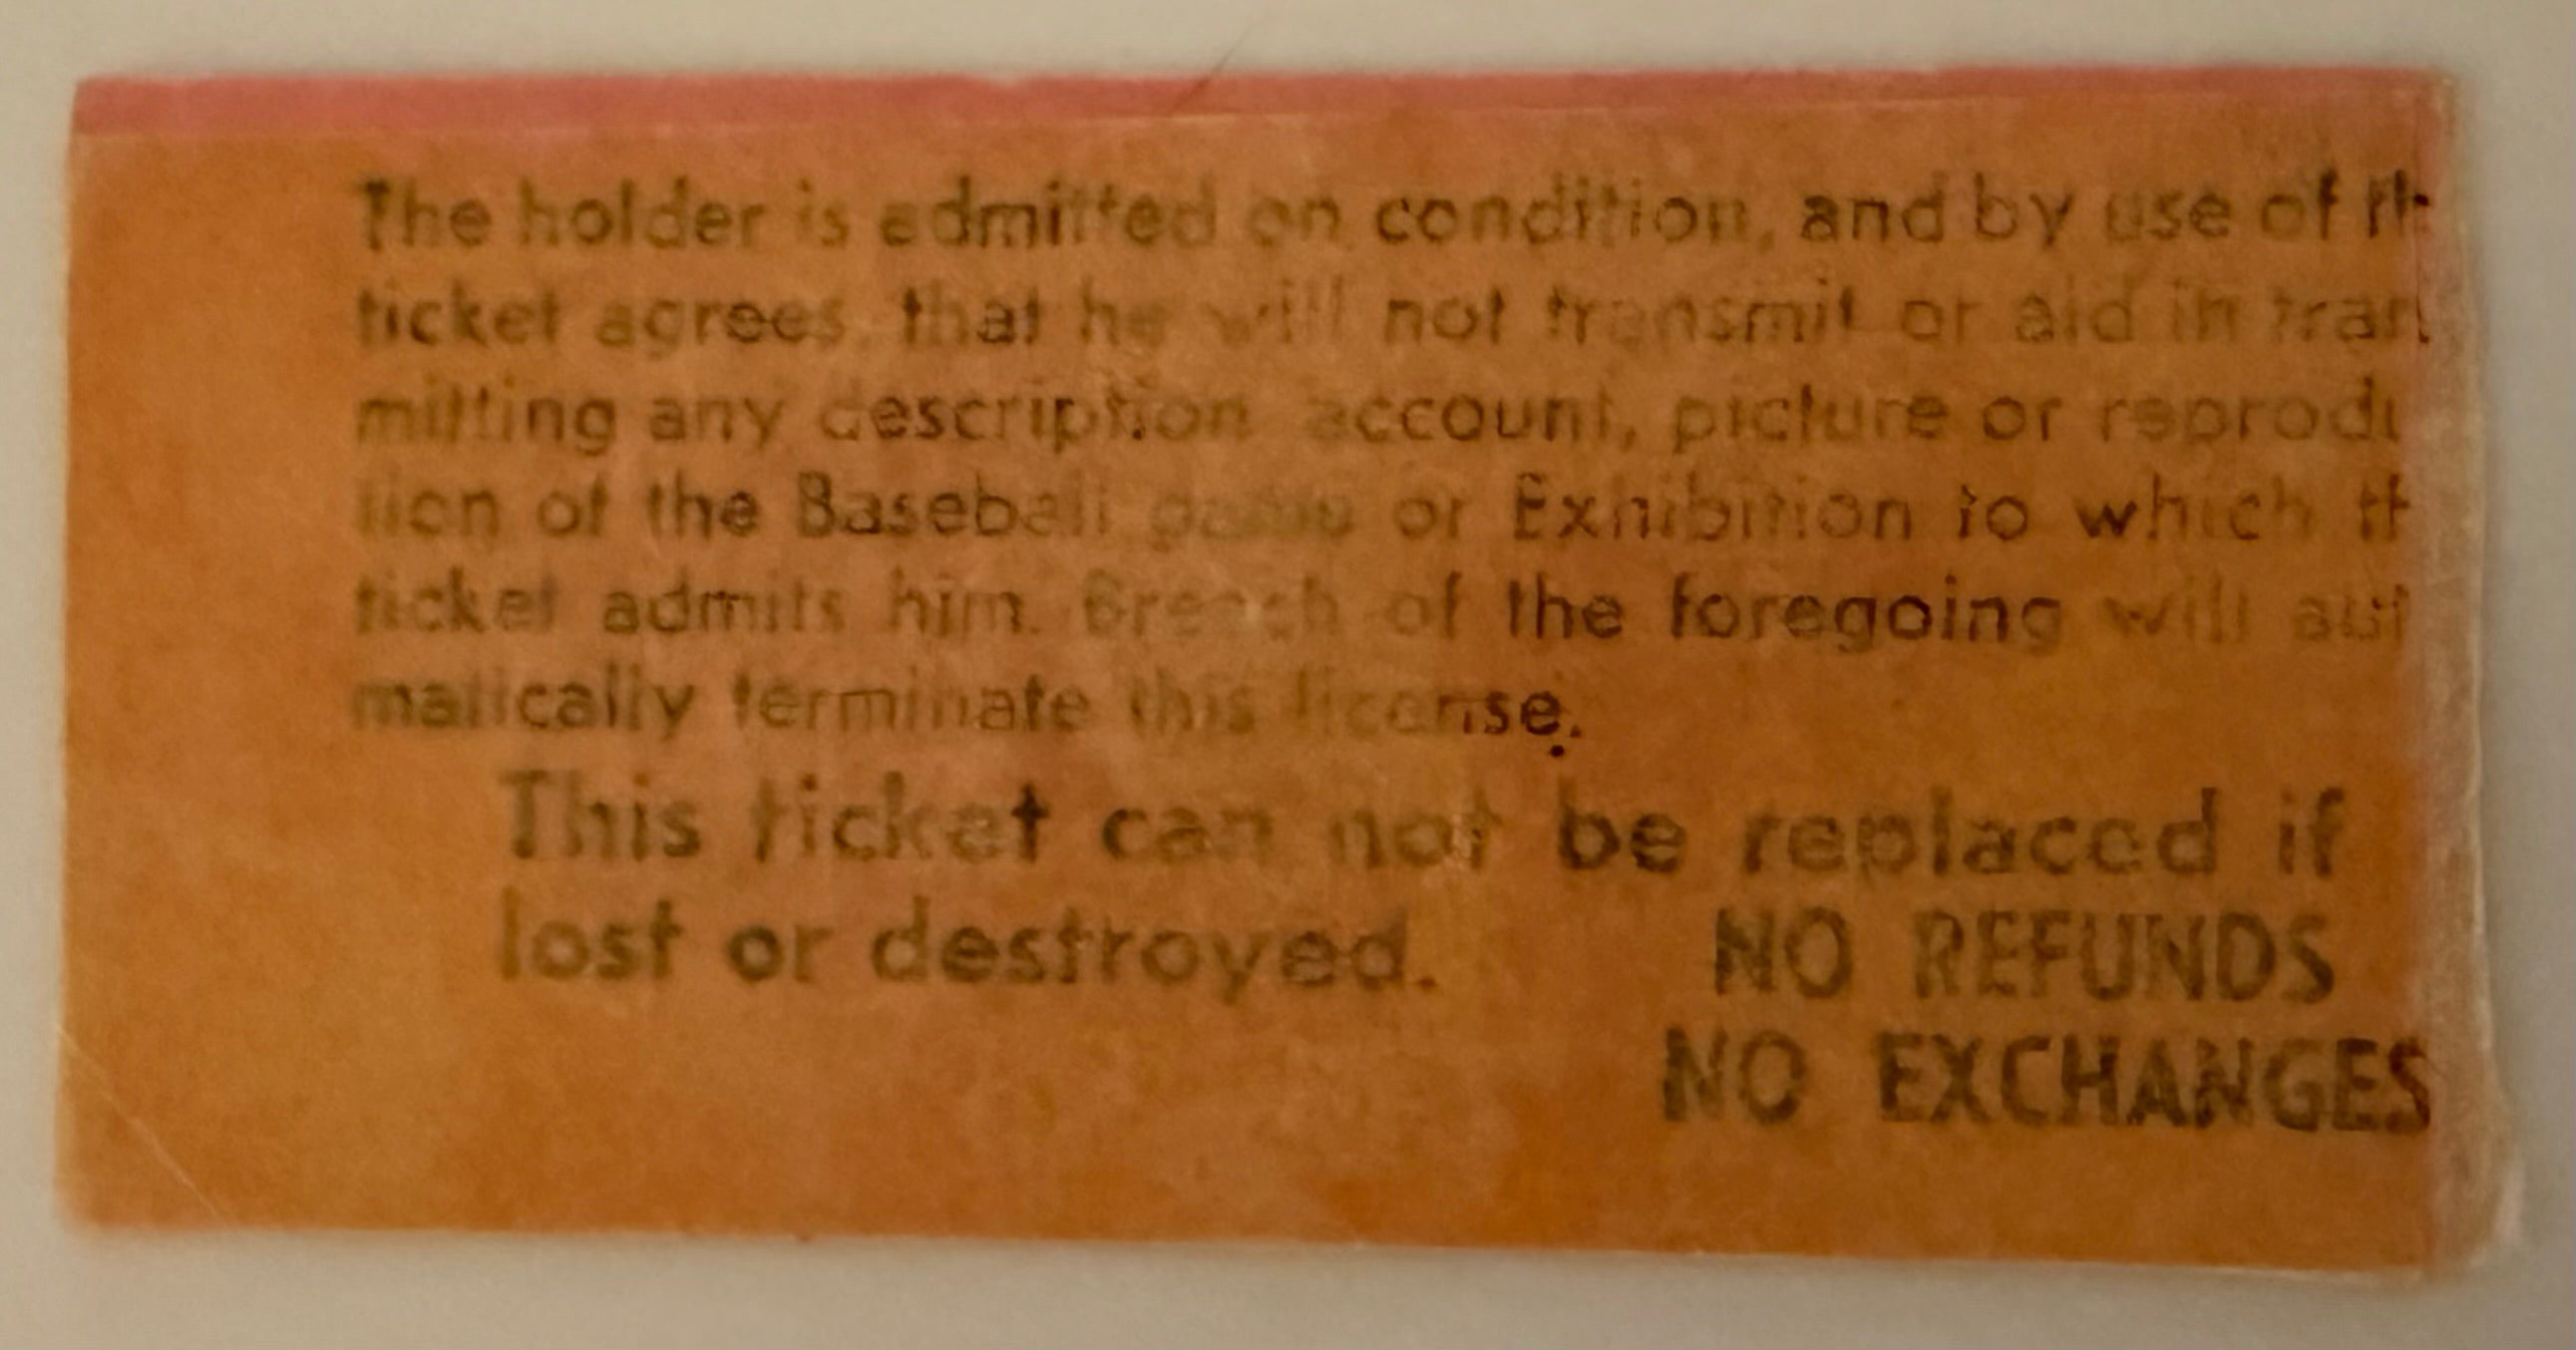 The holder is admitted on condition, and by use of th
ticket agrees, that he will not transmit or aid in tran
mitting any description account, picture or reprodu
tion of the Baseball game or Exhibition to which th
ticket admits him. Breach of the foregoing will aut
matically terminate this license.
This ticket can not be replaced if
lost or destroyed.
NO REFUNDS
NO EXCHANGES